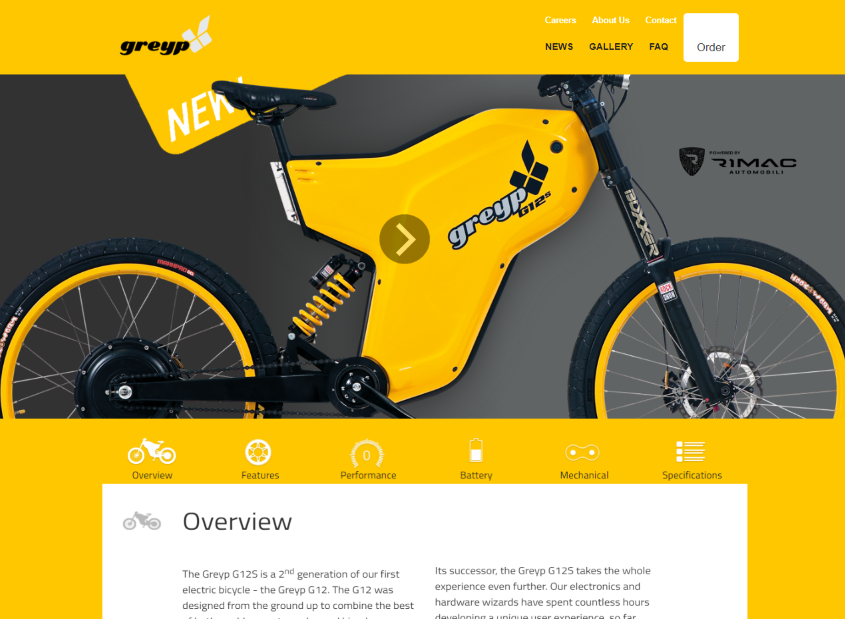 Careers About Us Contact
greyp
NEWS GALLERY FAQ Order
NEW
POWERED BY
RIMAC
AUTOMOBILI
greyp
G12s
BOXXER
ROCK
SHOX
0
Overview Features Performance Battery Mechanical Specifications
Overview
The Greyp G12S is a 2nd generation of our first
electric bicycle - the Greyp G12. The G12 was
designed from the ground up to combine the best
Its successor, the Greyp G12S takes the whole
experience even further. Our electronics and
hardware wizards have spent countless hours
developing a unique user experience, so far